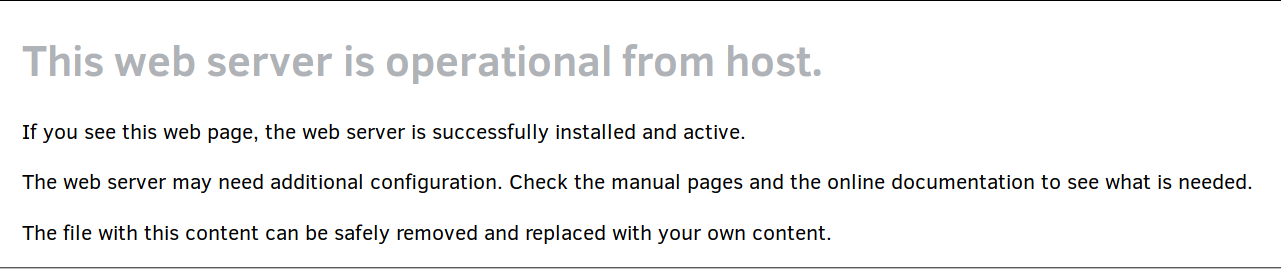 This web server is operational from host.
If you see this web page, the web server is successfully installed and active.
The web server may need additional configuration. Check the manual pages and the online documentation to see what is needed.
The file with this content can be safely removed and replaced with your own content.